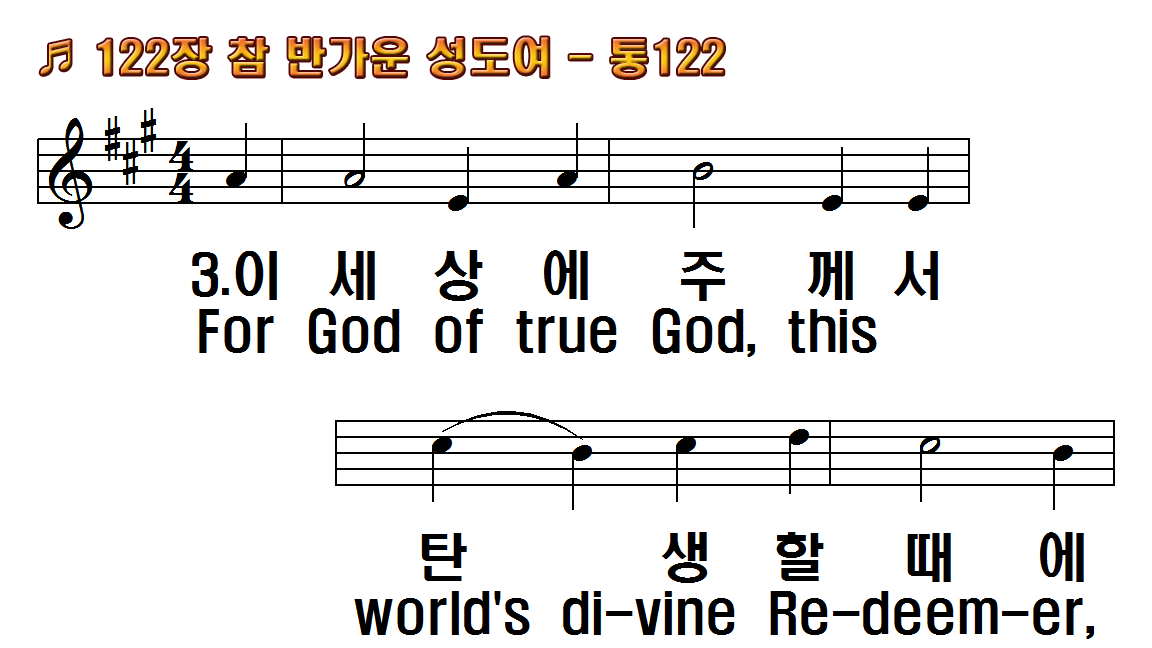 ♬ 122장 참 반가운 성도여 - 통122
4
4
3.이 세 상 에 주 께 서
For God of true God, this
탄 생 할 때 에
world's di-vine Re-deem-er,